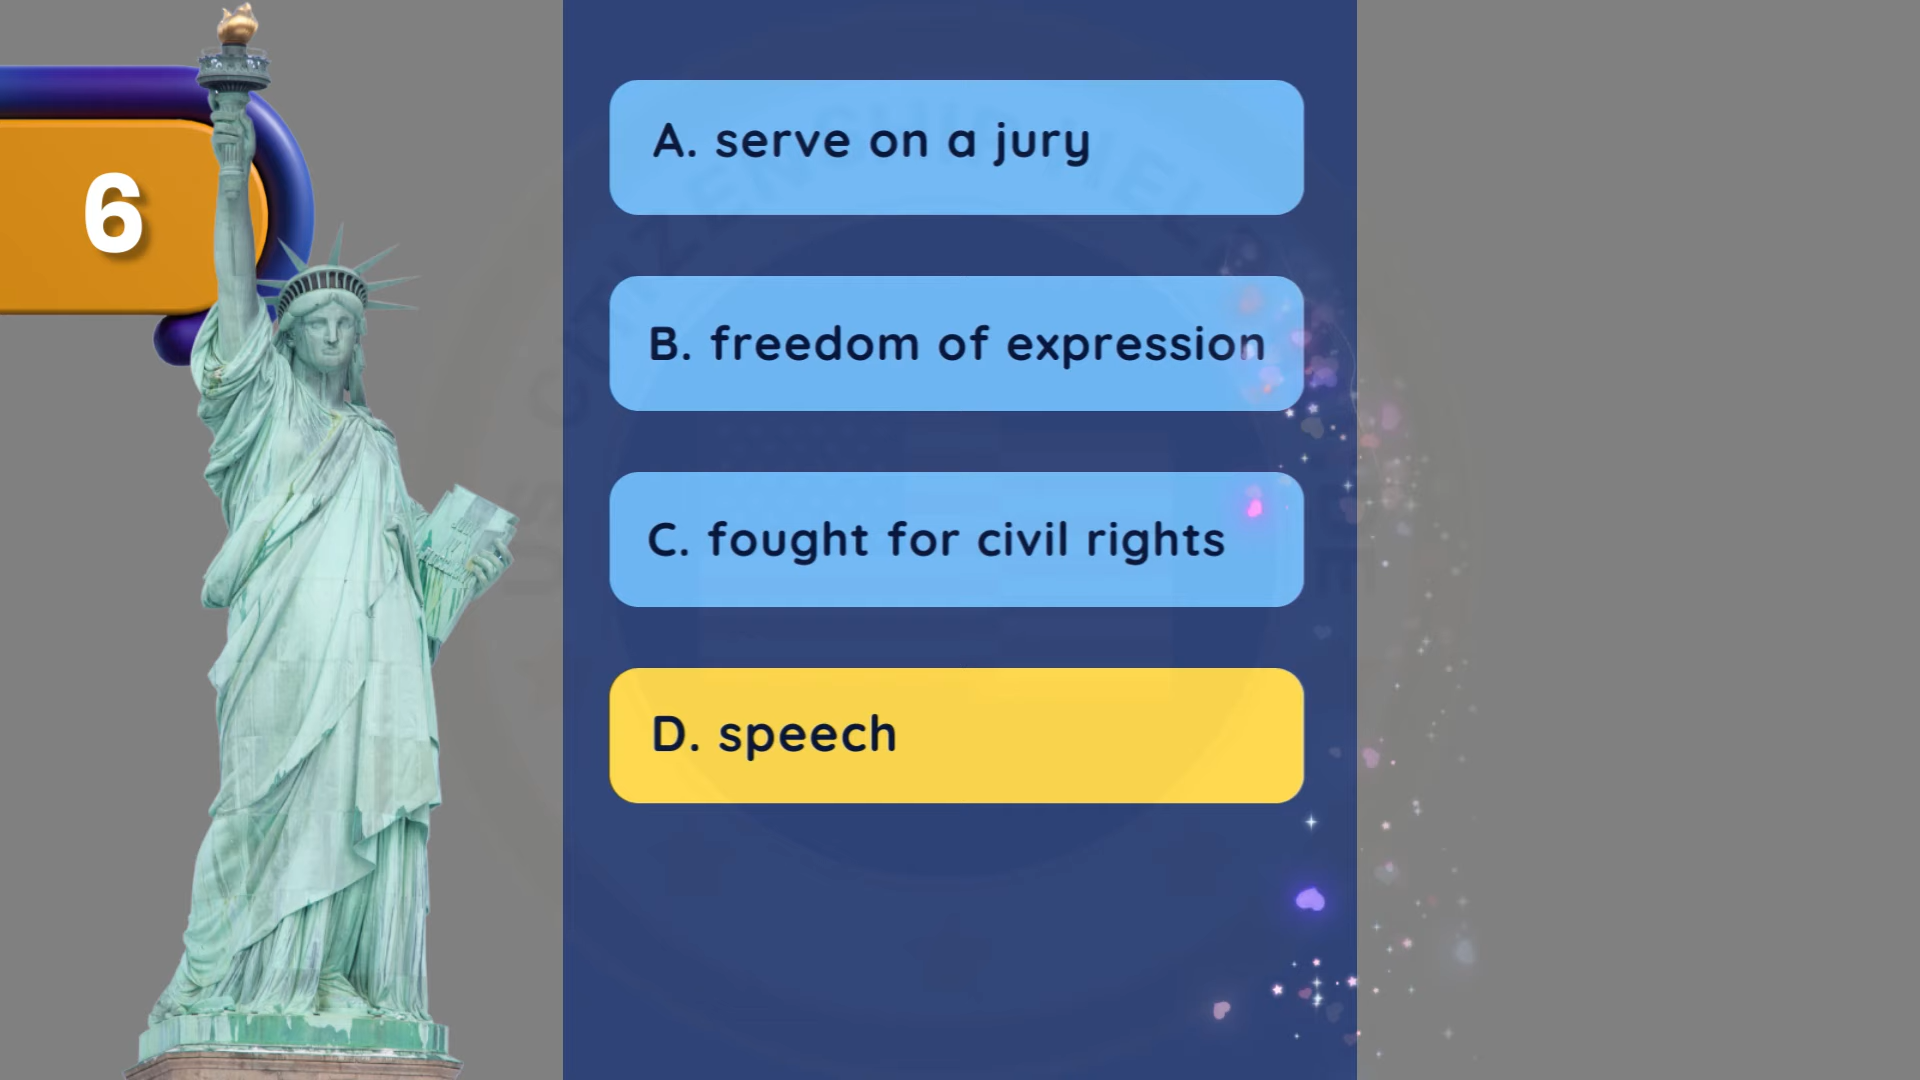 6
A. serve on a jury
B. freedom of expression
C. fought for civil rights
D. speech